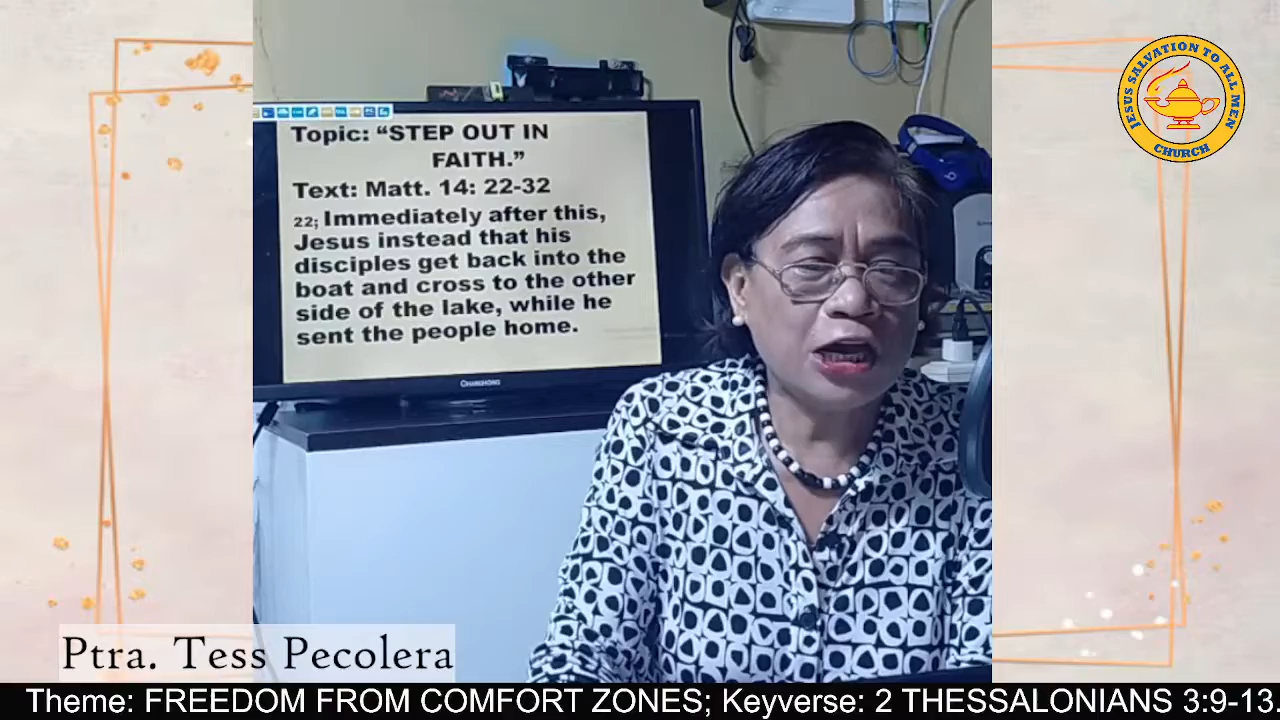 JESUS SALVATION TO ALL MEN
CHURCH
Topic: “STEP OUT IN
FAITH.”
Text: Matt. 14: 22-32
22; Immediately after this,
Jesus instead that his
disciples get back into the
boat and cross to the other
side of the lake, while he
sent the people home.
CHANGHONG
Ptra. Tess Pecolera
Theme: FREEDOM FROM COMFORT ZONES; Keyverse: 2 THESSALONIANS 3:9-13.